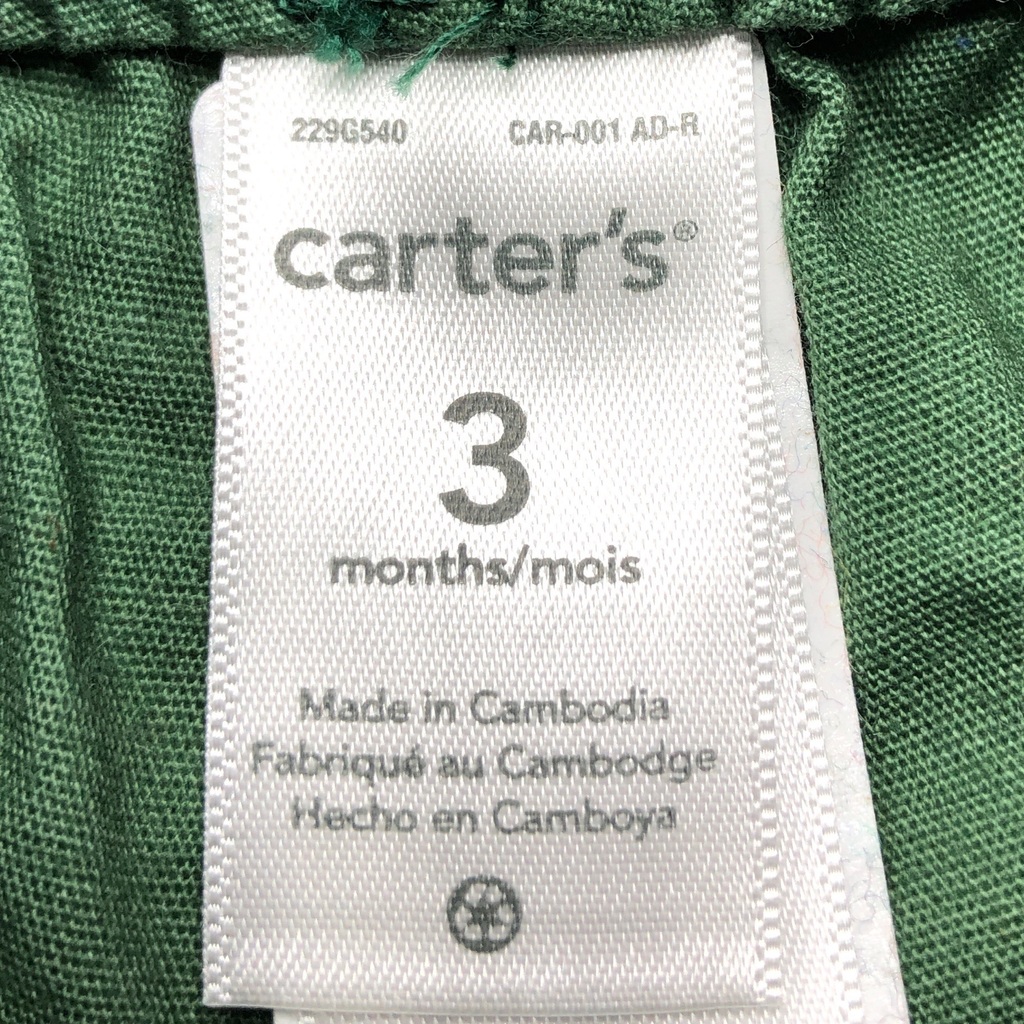 229G540 CAR-001 AD-R
carter's®
3
months/mois
Made in Cambodia
Fabriqué au Cambodge
Hecho en Camboya